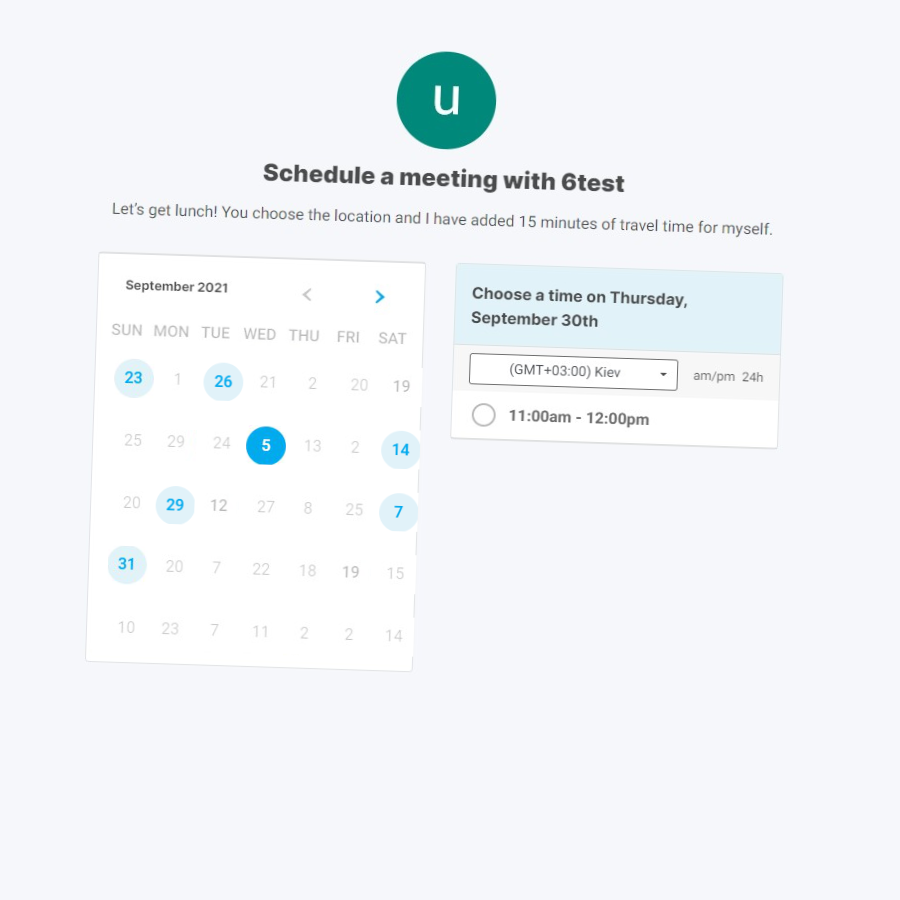 u
Schedule a meeting with 6test
Let's get lunch! You choose the location and I have added 15 minutes of travel time for myself.
September 2021
SUN MON TUE WED THU FRI SAT
23 1 26 21 2 20 19
25 29 24 5 13 2 14
20 29 12 27 8 25 7
31 20 7 22 18 19 15
10 23 7 11 2 2 14
Choose a time on Thursday,
September 30th
(GMT+03:00) Kiev am/pm 24h
11:00am - 12:00pm